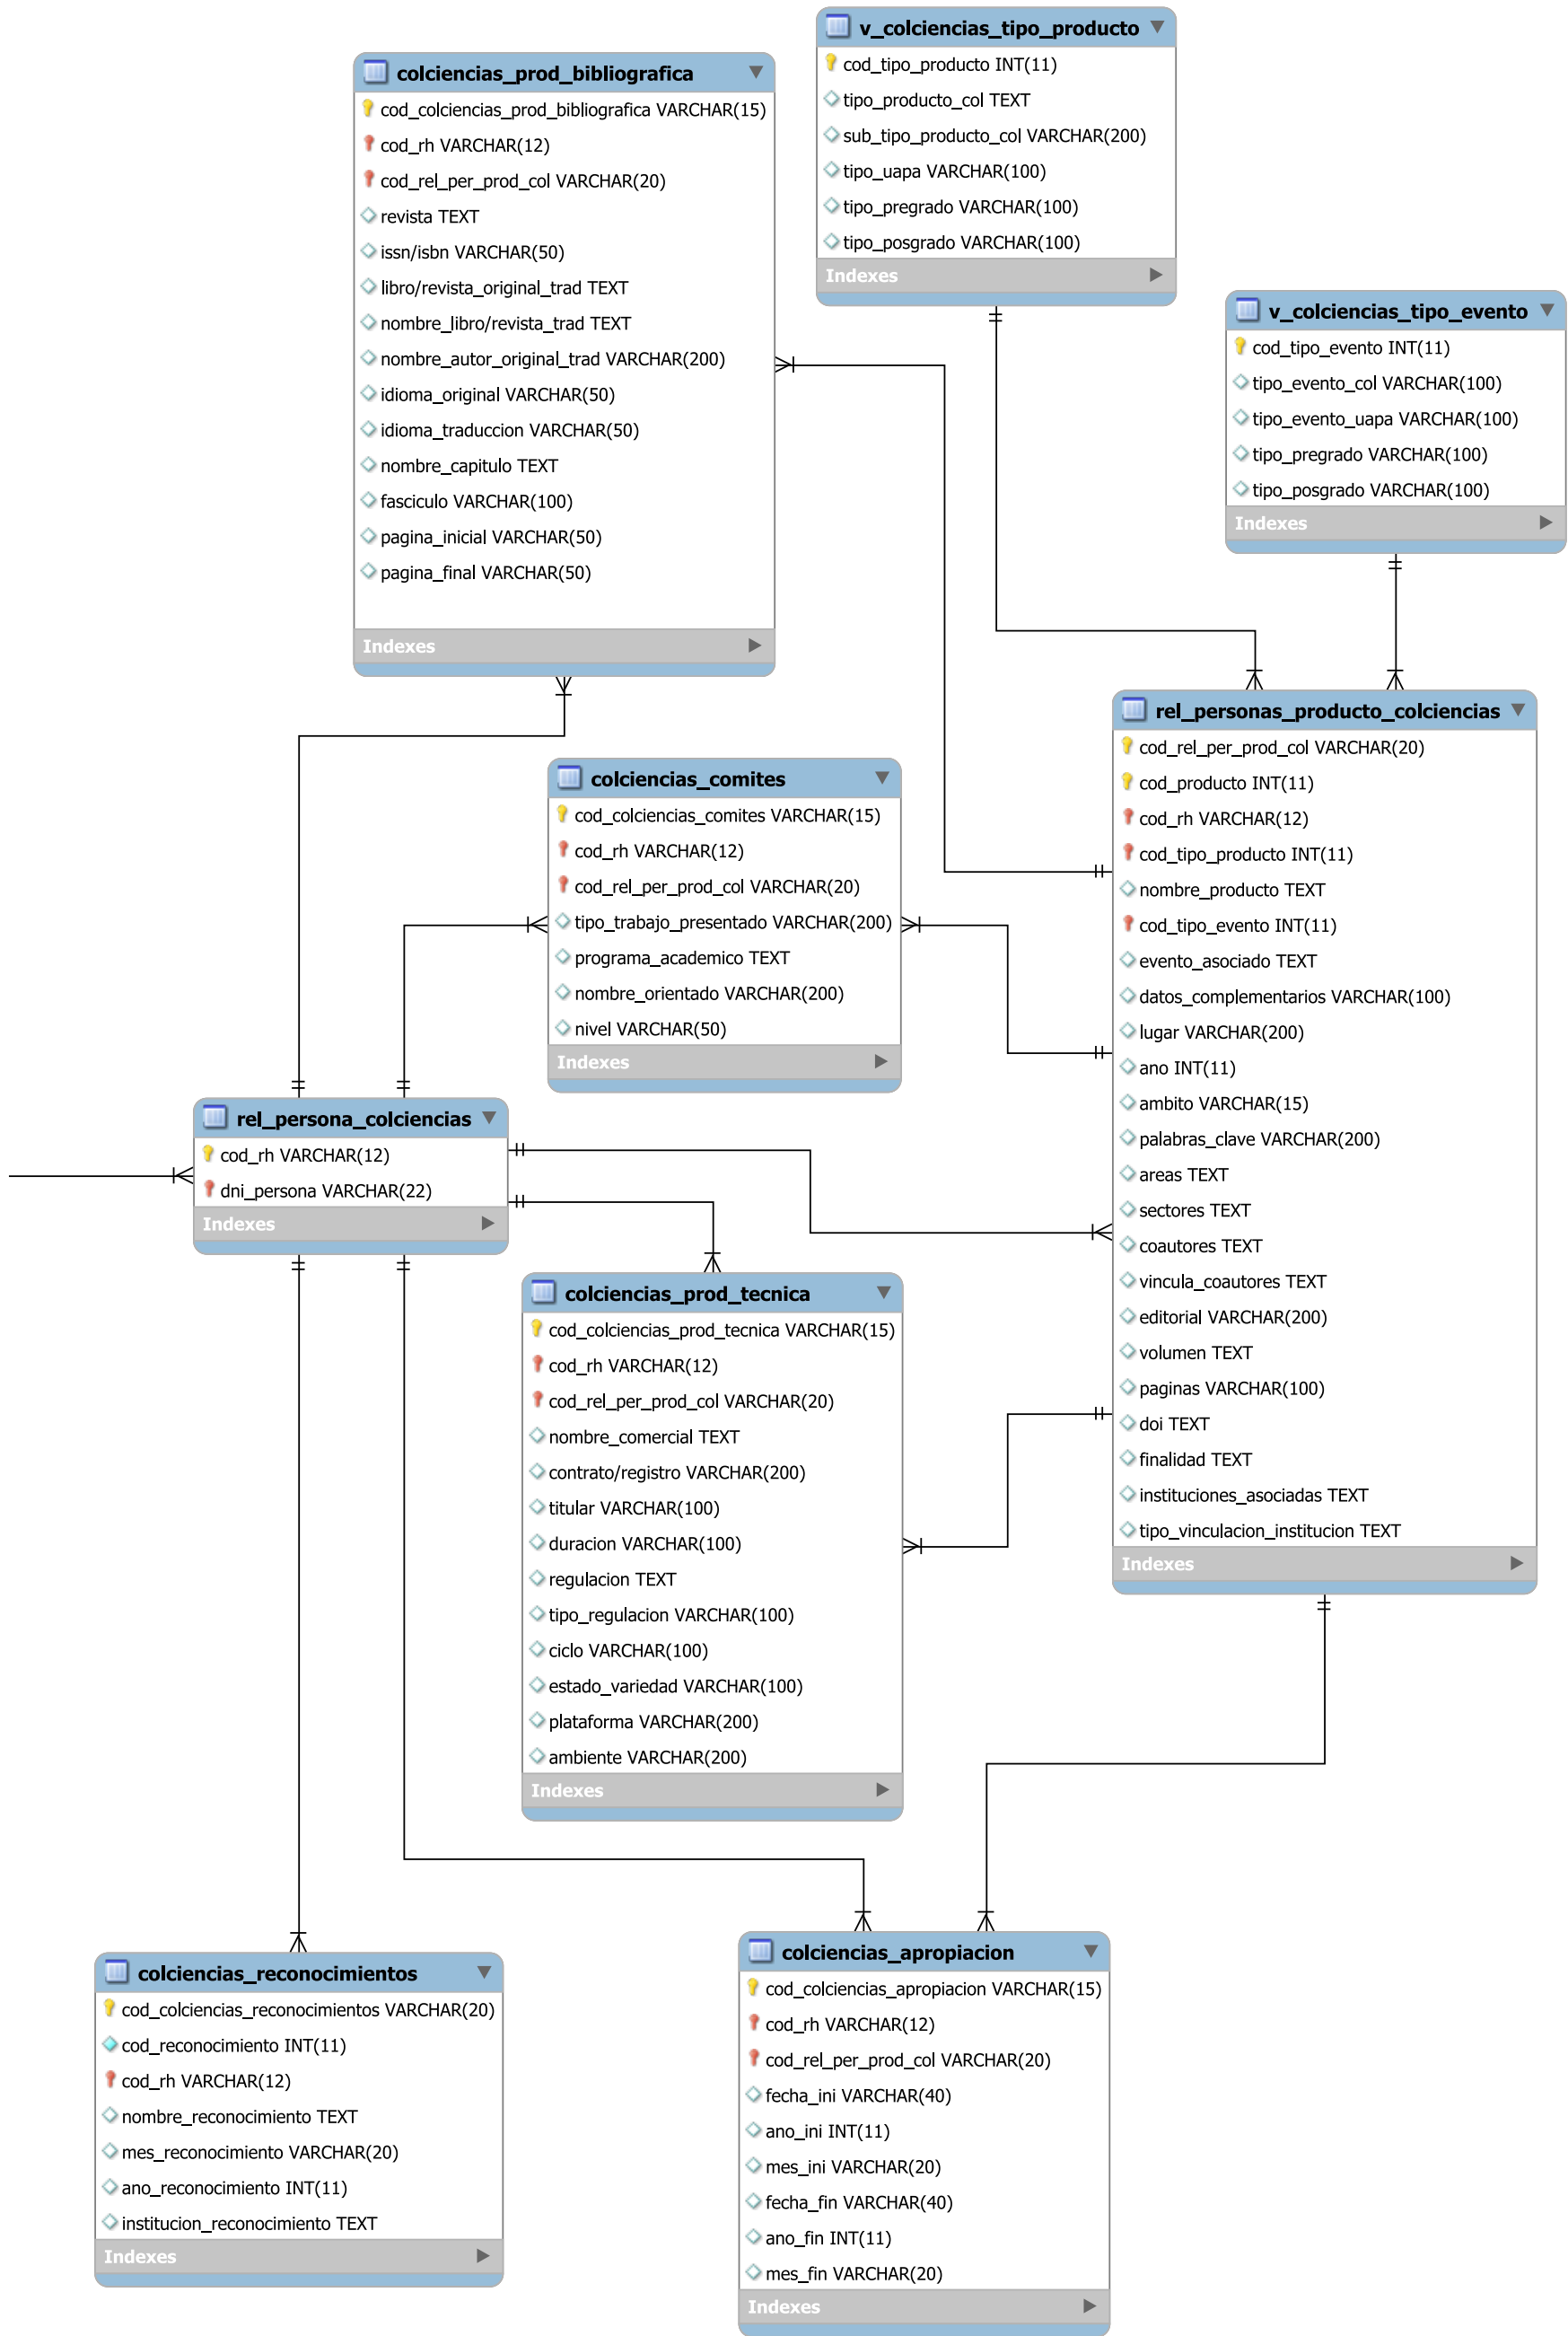 v_colciencias_tipo_producto
cod_tipo_producto INT(11)
tipo_producto_col TEXT
sub_tipo_producto_col VARCHAR(200)
tipo_uapa VARCHAR(100)
tipo_pregrado VARCHAR(100)
tipo_posgrado VARCHAR(100)
Indexes
colciencias_prod_bibliografica
cod_colciencias_prod_bibliografica VARCHAR(15)
cod_rh VARCHAR(12)
cod_rel_per_prod_col VARCHAR(20)
revista TEXT
issn/isbn VARCHAR(50)
libro/revista_original_trad TEXT
nombre_libro/revista_trad TEXT
nombre_autor_original_trad VARCHAR(200)
idioma_original VARCHAR(50)
idioma_traduccion VARCHAR(50)
nombre_capitulo TEXT
fasciculo VARCHAR(100)
pagina_inicial VARCHAR(50)
pagina_final VARCHAR(50)
Indexes
v_colciencias_tipo_evento
cod_tipo_evento INT(11)
tipo_evento_col VARCHAR(100)
tipo_evento_uapa VARCHAR(100)
tipo_pregrado VARCHAR(100)
tipo_posgrado VARCHAR(100)
Indexes
rel_personas_producto_colciencias
cod_rel_per_prod_col VARCHAR(20)
cod_producto INT(11)
cod_rh VARCHAR(12)
cod_tipo_producto INT(11)
nombre_producto TEXT
cod_tipo_evento INT(11)
evento_asociado TEXT
datos_complementarios VARCHAR(100)
lugar VARCHAR(200)
ano INT(11)
ambito VARCHAR(15)
palabras_clave VARCHAR(200)
areas TEXT
sectores TEXT
coautores TEXT
vincula_coautores TEXT
editorial VARCHAR(200)
volumen TEXT
paginas VARCHAR(100)
doi TEXT
finalidad TEXT
instituciones_asociadas TEXT
tipo_vinculacion_institucion TEXT
Indexes
colciencias_comites
cod_colciencias_comites VARCHAR(15)
cod_rh VARCHAR(12)
cod_rel_per_prod_col VARCHAR(20)
tipo_trabajo_presentado VARCHAR(200)
programa_academico TEXT
nombre_orientado VARCHAR(200)
nivel VARCHAR(50)
Indexes
rel_persona_colciencias
cod_rh VARCHAR(12)
dni_persona VARCHAR(22)
Indexes
colciencias_prod_tecnica
cod_colciencias_prod_tecnica VARCHAR(15)
cod_rh VARCHAR(12)
cod_rel_per_prod_col VARCHAR(20)
nombre_comercial TEXT
contrato/registro VARCHAR(200)
titular VARCHAR(100)
duracion VARCHAR(100)
regulacion TEXT
tipo_regulacion VARCHAR(100)
ciclo VARCHAR(100)
estado_variedad VARCHAR(100)
plataforma VARCHAR(200)
ambiente VARCHAR(200)
Indexes
colciencias_reconocimientos
cod_colciencias_reconocimientos VARCHAR(20)
cod_reconocimiento INT(11)
cod_rh VARCHAR(12)
nombre_reconocimiento TEXT
mes_reconocimiento VARCHAR(20)
ano_reconocimiento INT(11)
institucion_reconocimiento TEXT
Indexes
colciencias_apropiacion
cod_colciencias_apropiacion VARCHAR(15)
cod_rh VARCHAR(12)
cod_rel_per_prod_col VARCHAR(20)
fecha_ini VARCHAR(40)
ano_ini INT(11)
mes_ini VARCHAR(20)
fecha_fin VARCHAR(40)
ano_fin INT(11)
mes_fin VARCHAR(20)
Indexes